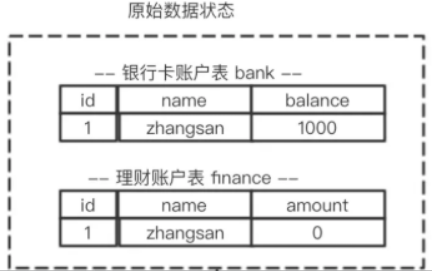 原始数据状态
-- 银行卡账户表 bank --
id name balance
1 zhangsan 1000
-- 理财账户表 finance --
id name amount
1 zhangsan 0